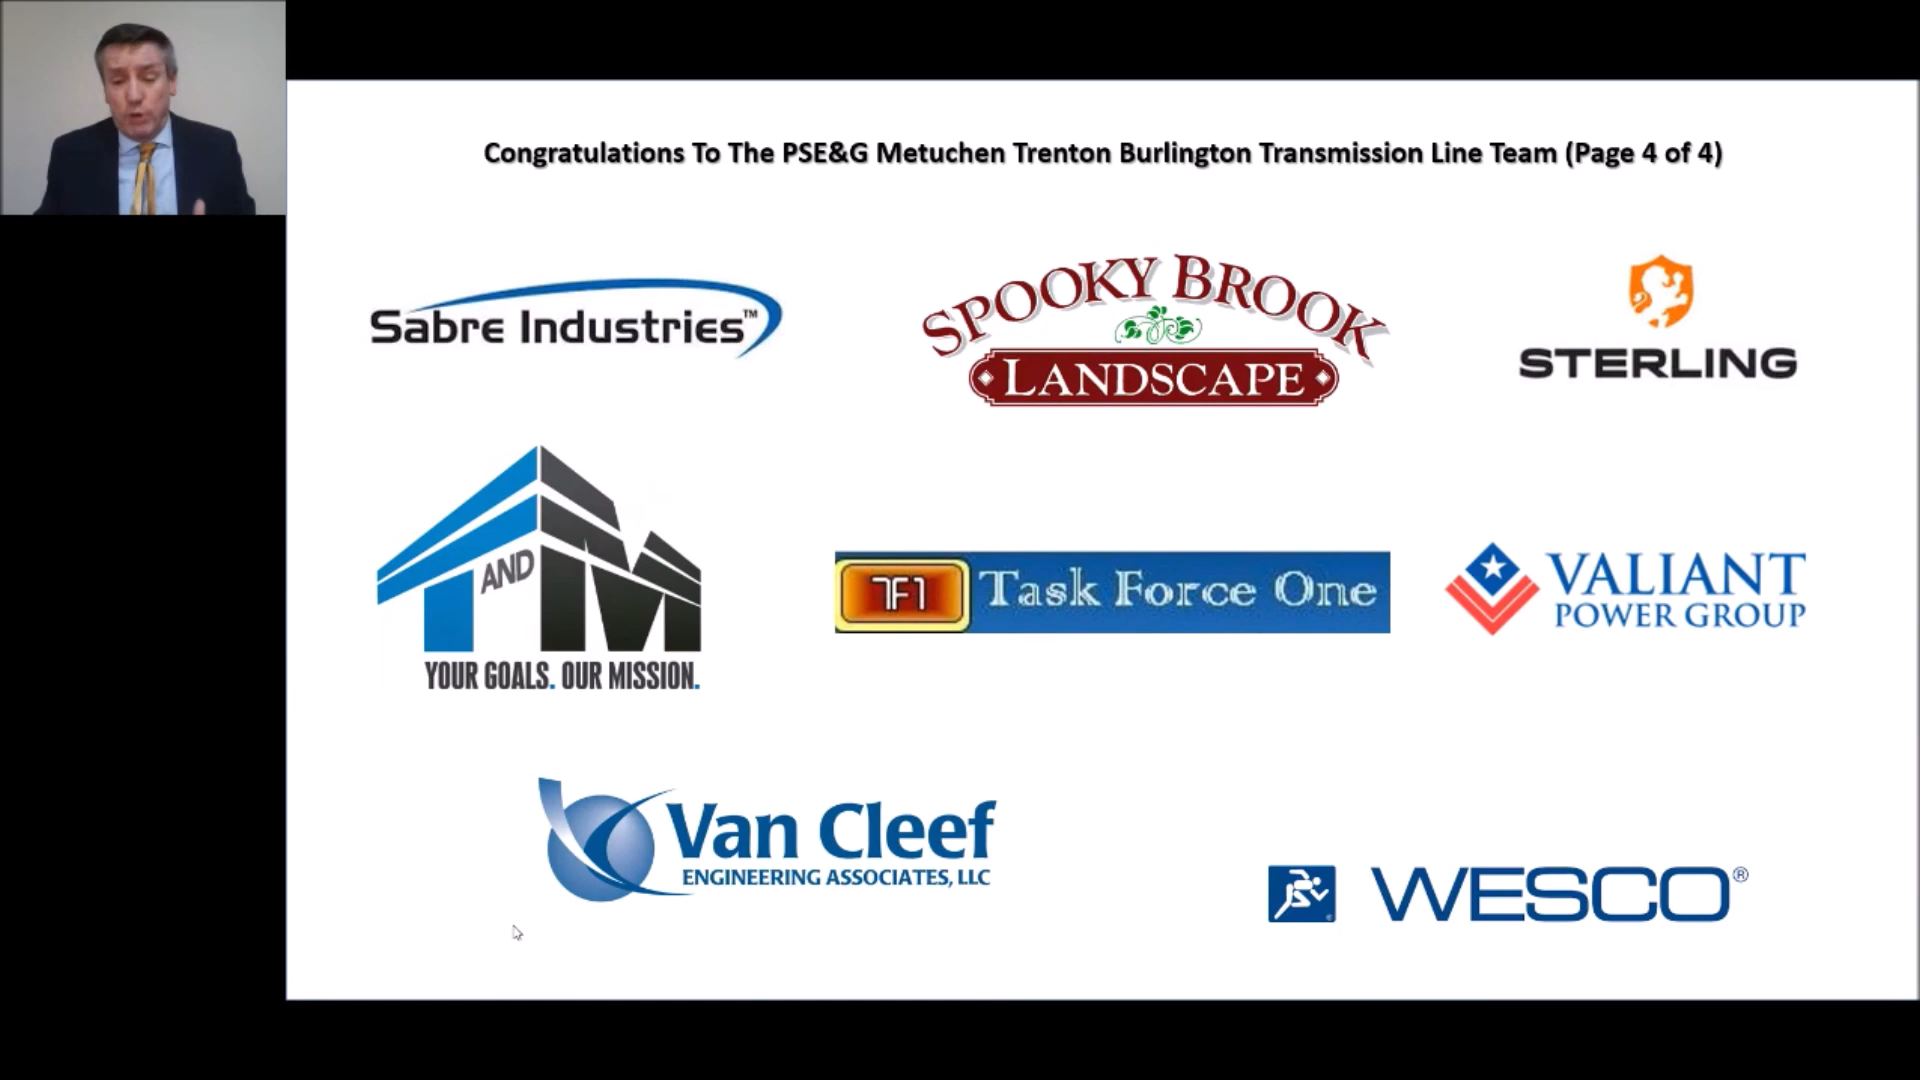 Congratulations To The PSE&G Metuchen Trenton Burlington Transmission Line Team (Page 4 of 4)
Sabre Industries™
SPOOKY BROOK
LANDSCAPE
STERLING
T AND M
YOUR GOALS. OUR MISSION.
TF1 Task Force One
VALIANT
POWER GROUP
Van Cleef
ENGINEERING ASSOCIATES, LLC
WESCO®